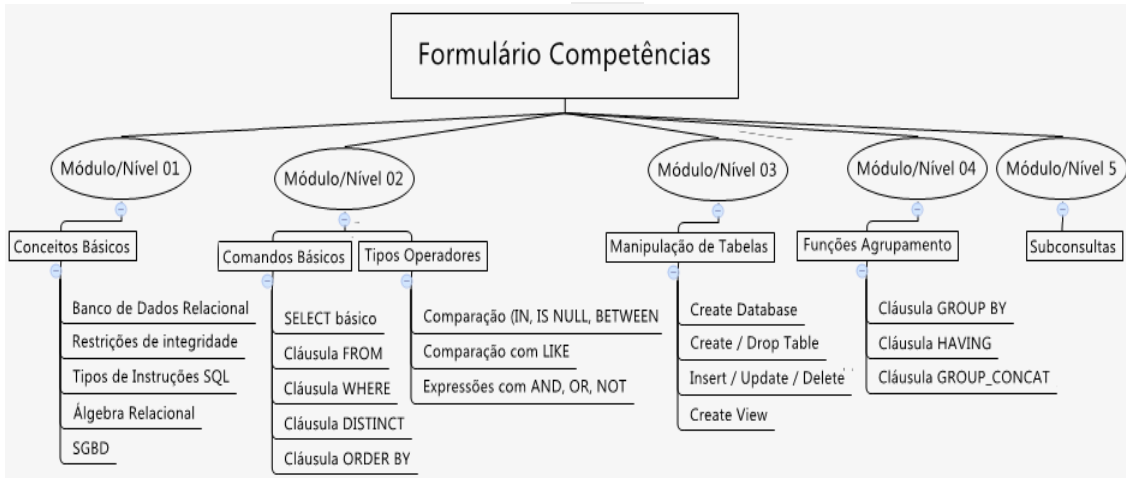 Formulário Competências
Módulo/Nível 01
Módulo/Nível 02
Módulo/Nível 03
Módulo/Nível 04
Módulo/Nível 5
Conceitos Básicos
Banco de Dados Relacional
Restrições de integridade
Tipos de Instruções SQL
Álgebra Relacional
SGBD
Comandos Básicos
SELECT básico
Cláusula FROM
Cláusula WHERE
Cláusula DISTINCT
Cláusula ORDER BY
Tipos Operadores
Comparação (IN, IS NULL, BETWEEN
Comparação com LIKE
Expressões com AND, OR, NOT
Manipulação de Tabelas
Create Database
Create / Drop Table
Insert / Update / Delete
Create View
Funções Agrupamento
Cláusula GROUP BY
Cláusula HAVING
Cláusula GROUP_CONCAT
Subconsultas